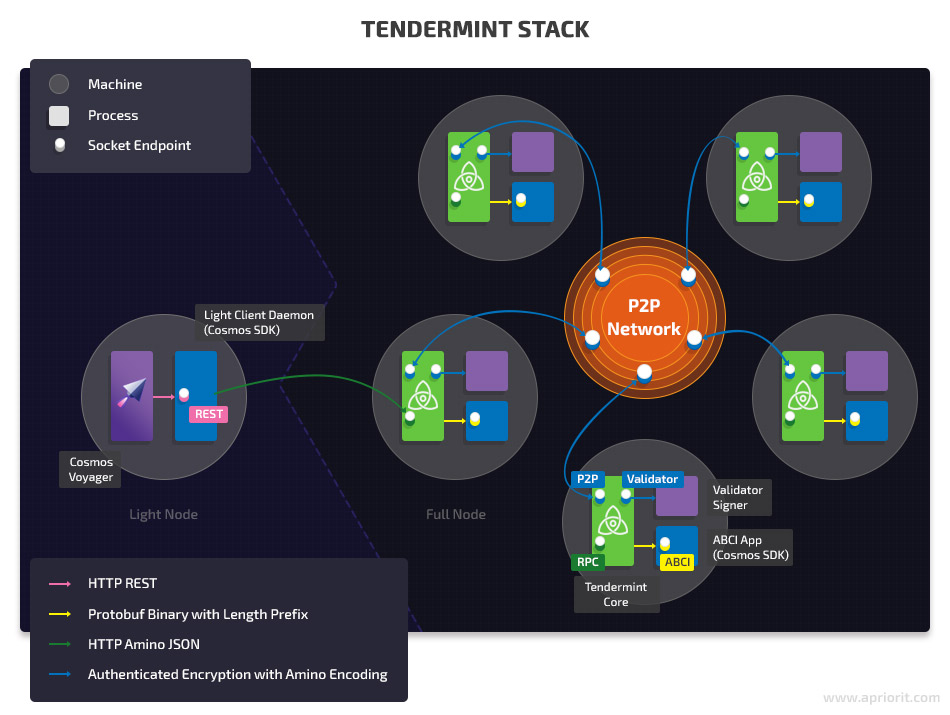 TENDERMINT STACK
Machine
Process
Socket Endpoint
P2P
Network
Light Client Daemon
(Cosmos SDK)
REST
Cosmos
Voyager
Light Node
Full Node
P2P
Validator
Validator
Signer
RPC
ABCI
ABCI App
(Cosmos SDK)
Tendermint
Core
HTTP REST
Protobuf Binary with Length Prefix
HTTP Amino JSON
Authenticated Encryption with Amino Encoding
www.apriorit.com